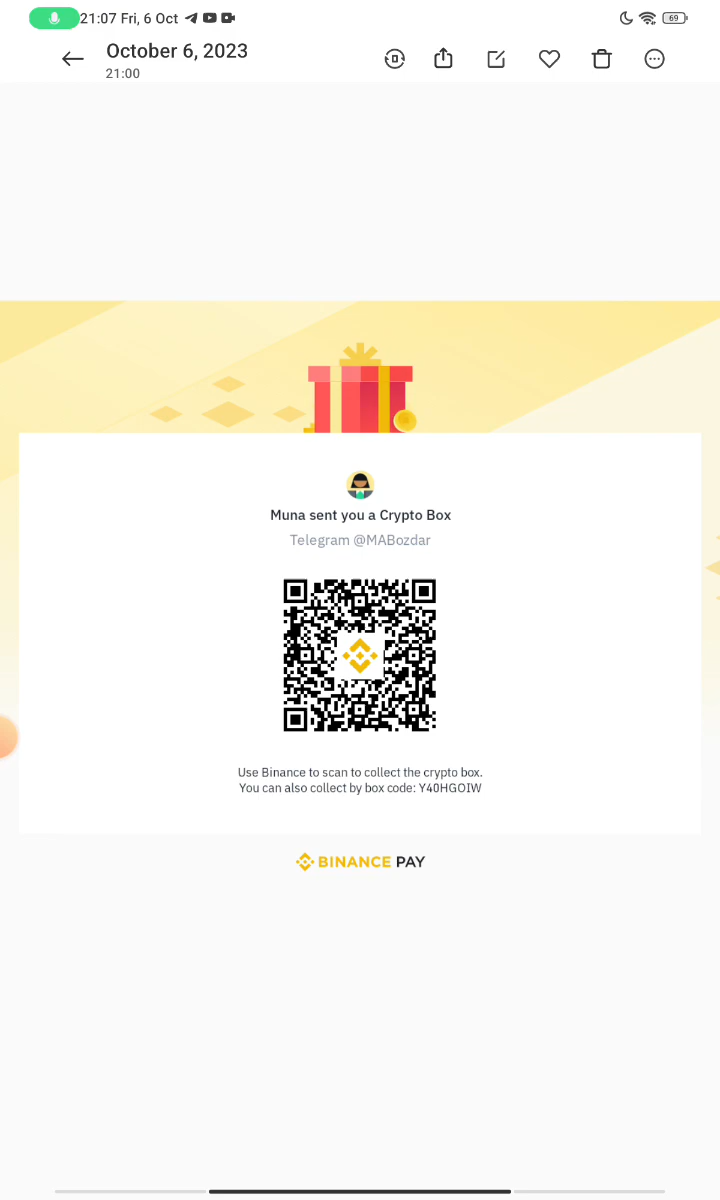 21:07 Fri, 6 Oct
69
October 6, 2023
21:00
Muna sent you a Crypto Box
Telegram @MABozdar
Use Binance to scan to collect the crypto box.
You can also collect by box code: Y40HGOIW
BINANCE PAY